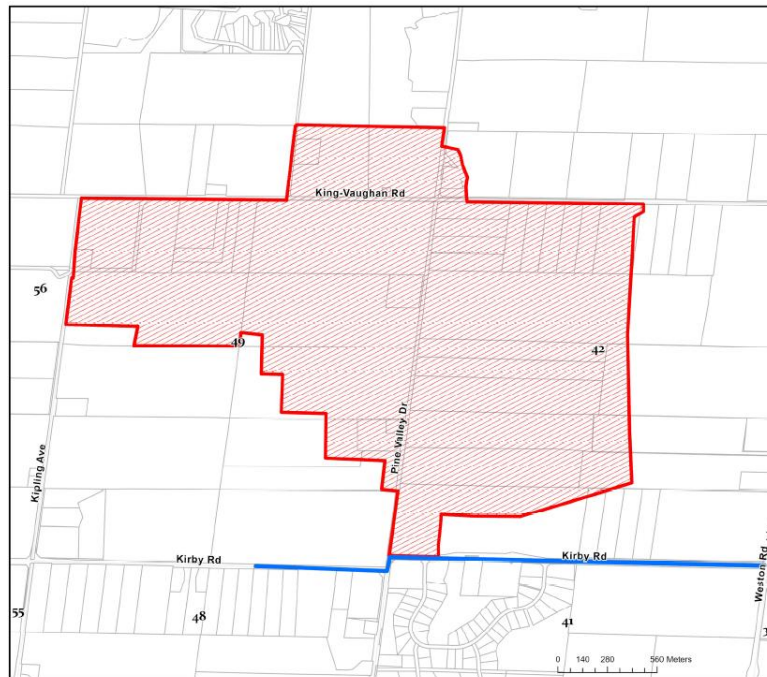 King-Vaughan Rd
56
49
42
Pine Valley Dr
Kipling Ave
Kirby Rd
Kirby Rd
Weston Rd
55
48
41
0 140 280 560 Meters